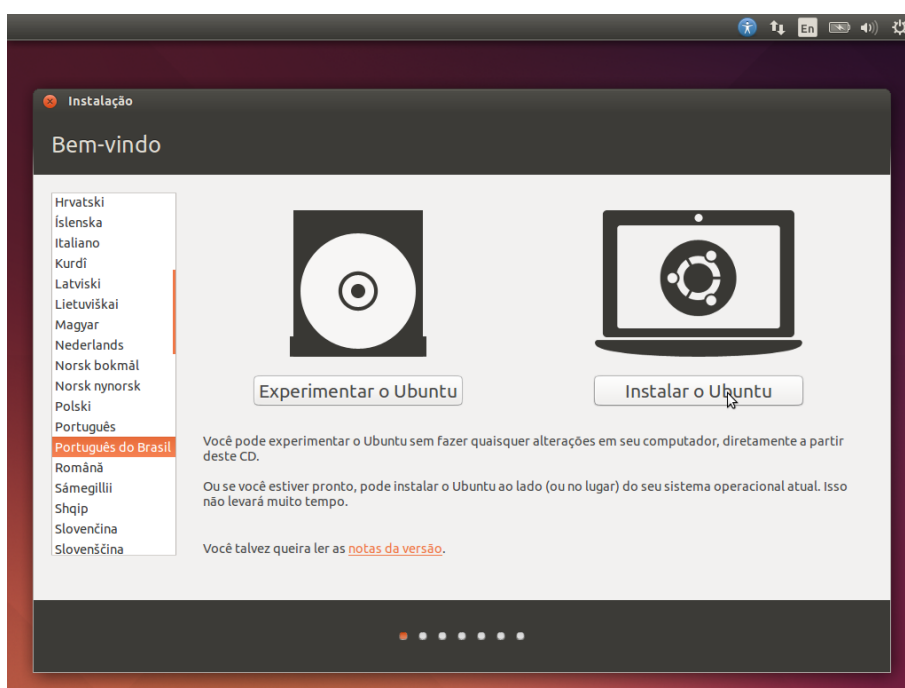 En
Instalação
Bem-vindo
Hrvatski
Íslenska
Italiano
Kurdî
Latviski
Lietuviškai
Magyar
Nederlands
Norsk bokmål
Norsk nynorsk
Polski
Português
Português do Brasil
Română
Sámegillii
Shqip
Slovenčina
Slovenščina
Experimentar o Ubuntu
Instalar o Ubuntu
Você pode experimentar o Ubuntu sem fazer quaisquer alterações em seu computador, diretamente a partir
deste CD.
Ou se você estiver pronto, pode instalar o Ubuntu ao lado (ou no lugar) do seu sistema operacional atual. Isso
não levará muito tempo.
Você talvez queira ler as notas da versão.